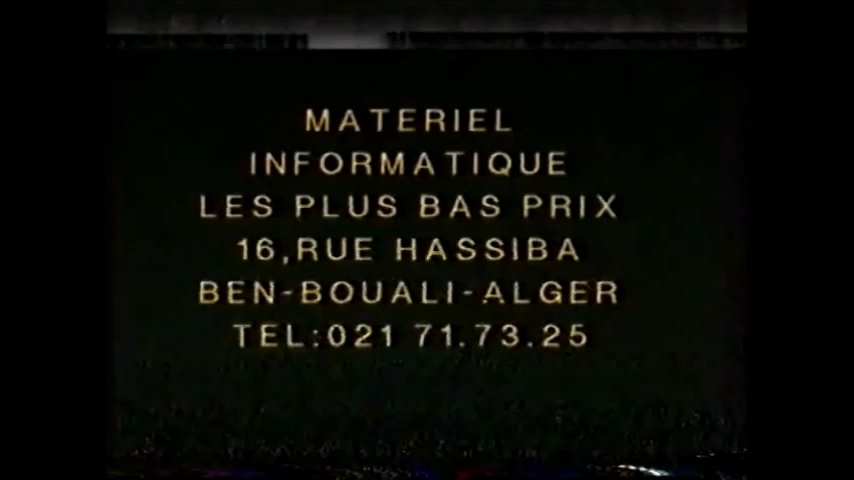 MATERIEL
INFORMATIQUE
LES PLUS BAS PRIX
16,RUE HASSIBA
BEN-BOUALI-ALGER
TEL:021 71.73.25